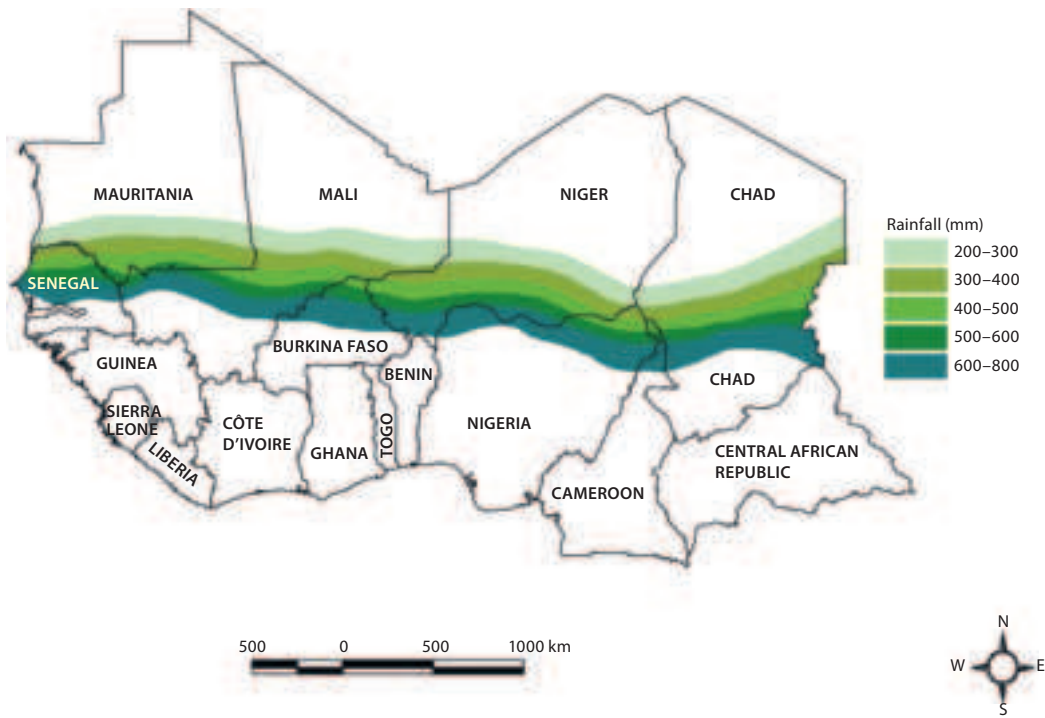 MAURITANIA
MALI
NIGER
CHAD
Rainfall (mm)
200–300
300–400
400–500
500–600
600–800
SENEGAL
BURKINA FASO
GUINEA
BENIN
CHAD
SIERRA
LEONE
CÔTE
D'IVOIRE
LIBERIA
GHANA
TOGO
NIGERIA
CENTRAL AFRICAN
REPUBLIC
CAMEROON
500 0 500 1000 km
N
W E
S